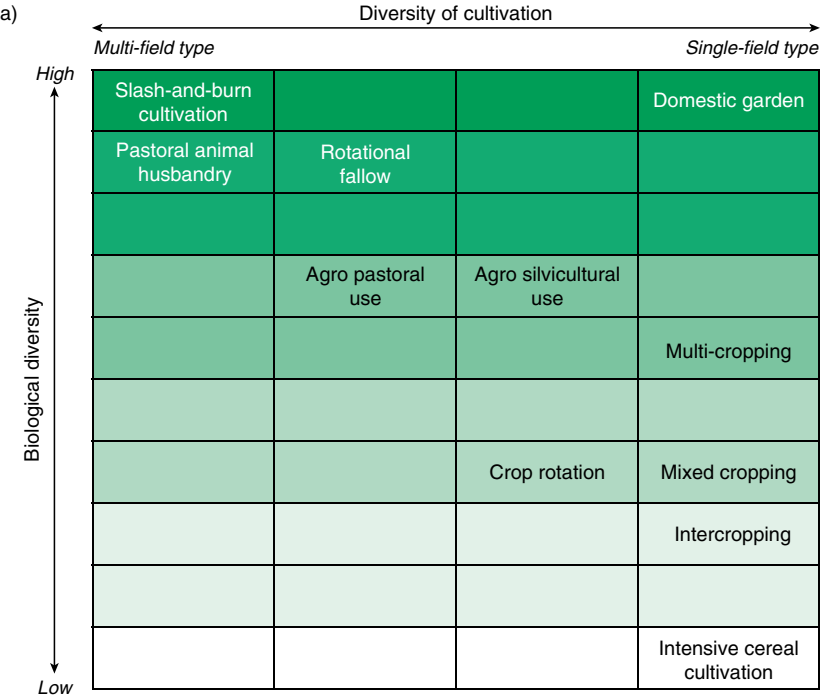 a)
Diversity of cultivation
Multi-field type
Single-field type
High
Slash-and-burn
cultivation
Domestic garden
Pastoral animal
husbandry
Rotational
fallow
Agro pastoral
use
Agro silvicultural
use
Biological diversity
Multi-cropping
Crop rotation
Mixed cropping
Intercropping
Intensive cereal
cultivation
Low